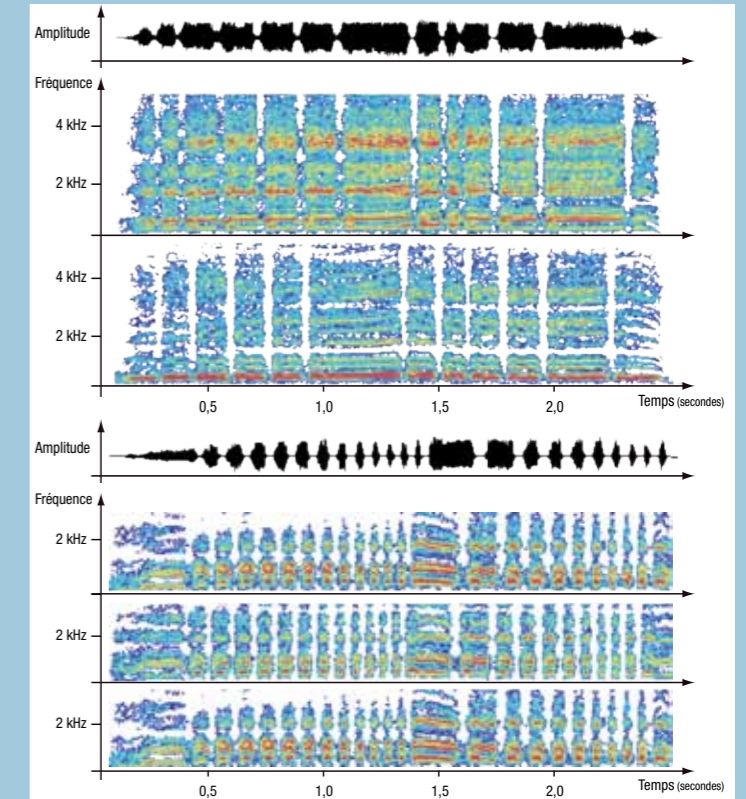 Amplitude
Fréquence
4 kHz
2 kHz
4 kHz
2 kHz
0,5 1,0 1,5 2,0 Temps (secondes)
Amplitude
Fréquence
2 kHz
2 kHz
2 kHz
0,5 1,0 1,5 2,0 Temps (secondes)